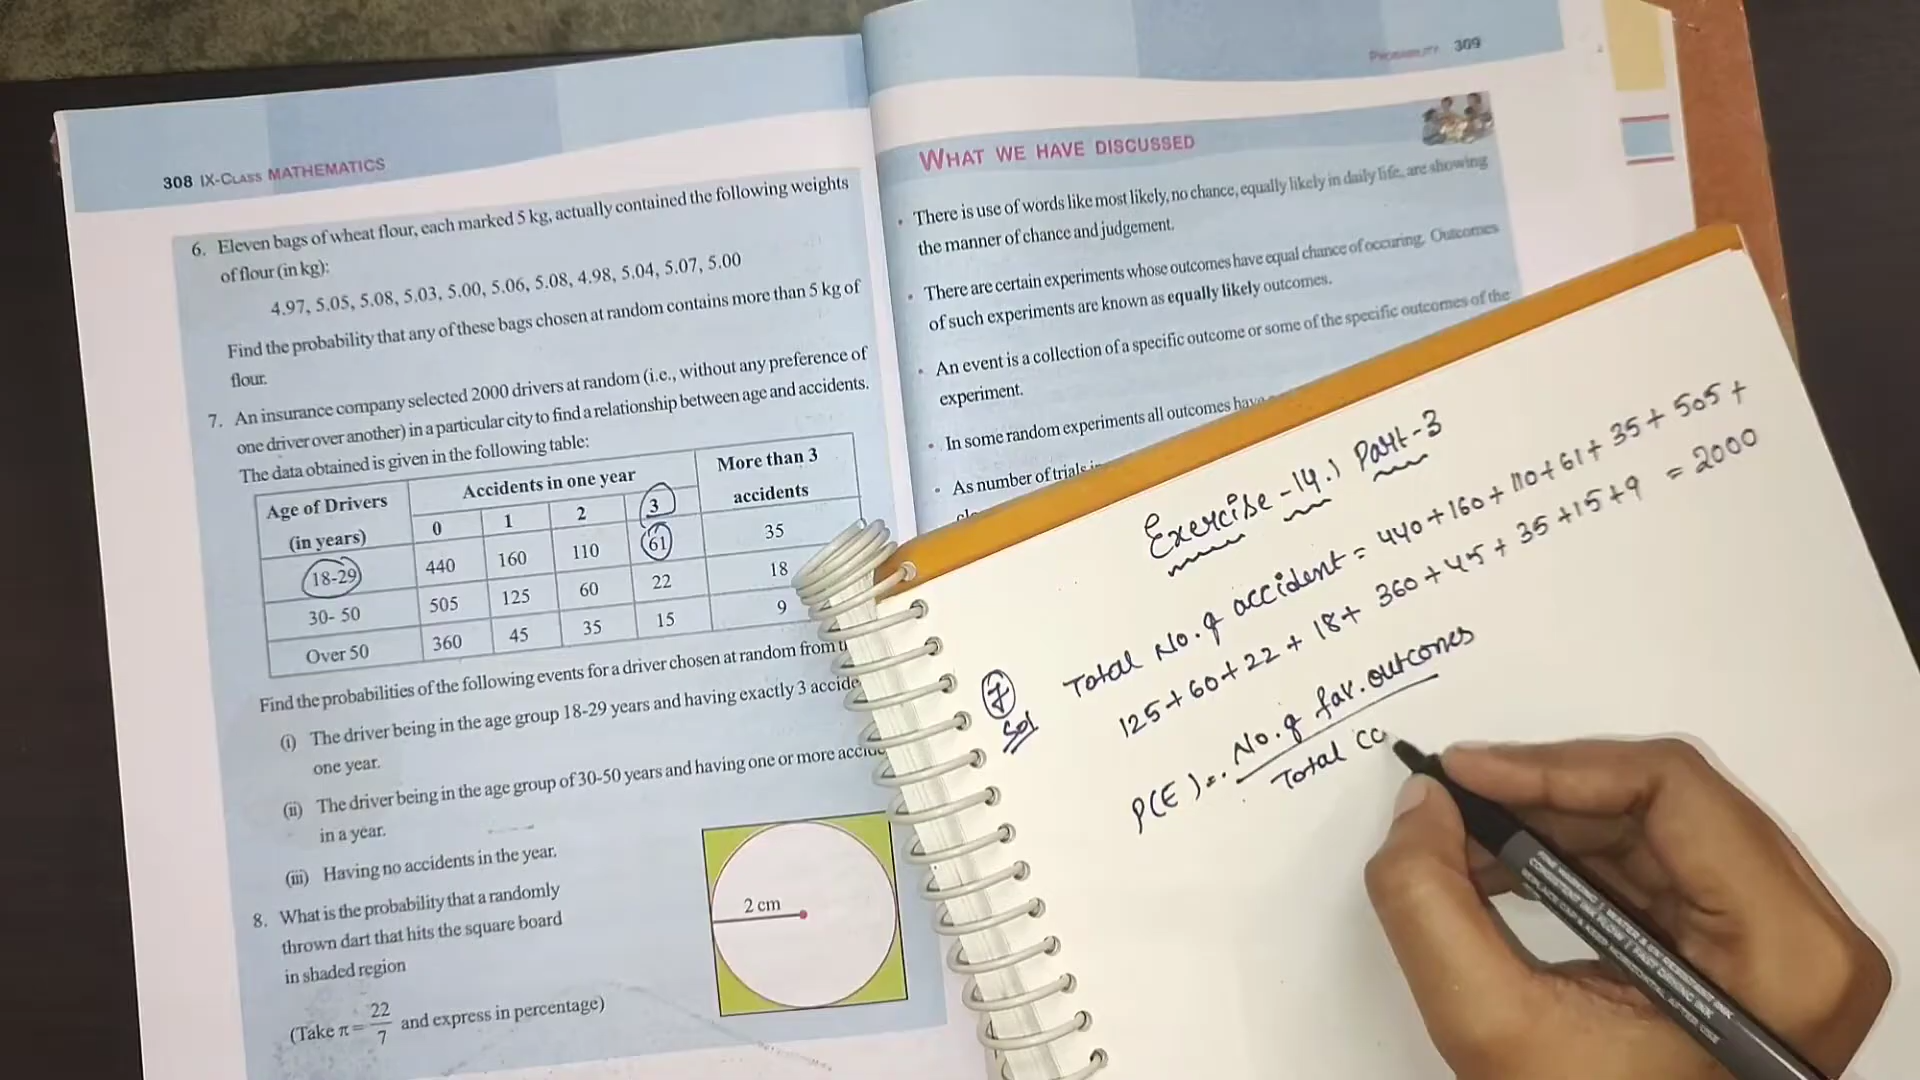 308 IX-CLASS MATHEMATICS
6. Eleven bags of wheat flour, each marked 5 kg, actually contained the following weights
of flour (in kg):
4.97, 5.05, 5.08, 5.03, 5.00, 5.06, 5.08, 4.98, 5.04, 5.07, 5.00
Find the probability that any of these bags chosen at random contains more than 5 kg of
flour.
7. An insurance company selected 2000 drivers at random (i.e., without any preference of
one driver over another) in a particular city to find a relationship between age and accidents.
The data obtained is given in the following table:
Age of Drivers (in years) Accidents in one year More than 3 accidents
0 1 2 3
18-29 440 160 110 61 35
30- 50 505 125 60 22 18
Over 50 360 45 35 15 9
Find the probabilities of the following events for a driver chosen at random from
(i) The driver being in the age group 18-29 years and having exactly 3 accide
one year.
(ii) The driver being in the age group of 30-50 years and having one or more
in a year.
(iii) Having no accidents in the year.
8. What is the probability that a randomly
thrown dart that hits the square board
in shaded region
(Take π = 22/7 and express in percentage)
2 cm
PROBABILITY 309
WHAT WE HAVE DISCUSSED
• There is use of words like most likely, no chance, equally likely in daily life, are showing
the manner of chance and judgement.
• There are certain experiments whose outcomes have equal chance of occuring. Outcomes
of such experiments are known as equally likely outcomes.
• An event is a collection of a specific outcome or some of the specific outcomes of the
experiment.
• In some random experiments all outcomes have
• As number of trials
Exercise-14.1 Part-3
7 Sol Total No. of accident = 440+160+110+61+35+505+
125+60+22+18+360+45+35+15+9 = 2000
P(E) = No. of fav. outcomes
Total